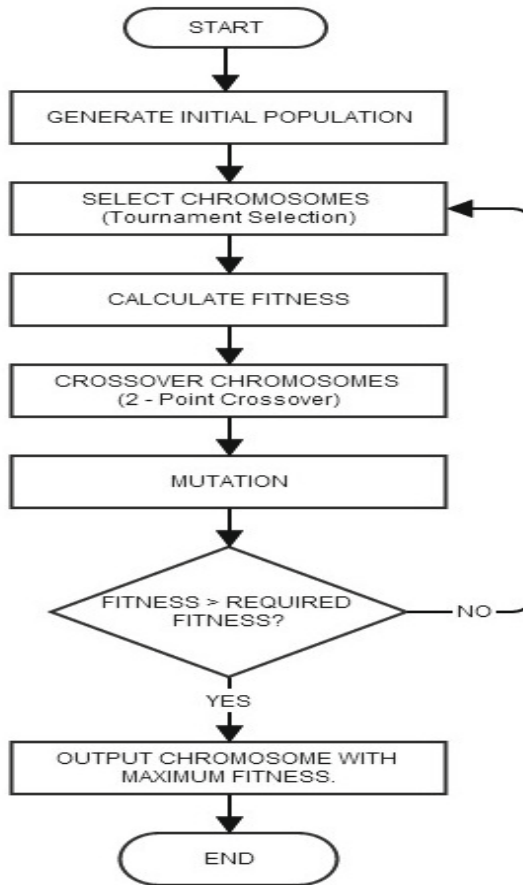 START
GENERATE INITIAL POPULATION
SELECT CHROMOSOMES
(Tournament Selection)
CALCULATE FITNESS
CROSSOVER CHROMOSOMES
(2 - Point Crossover)
MUTATION
FITNESS > REQUIRED
FITNESS?
NO
YES
OUTPUT CHROMOSOME WITH
MAXIMUM FITNESS.
END